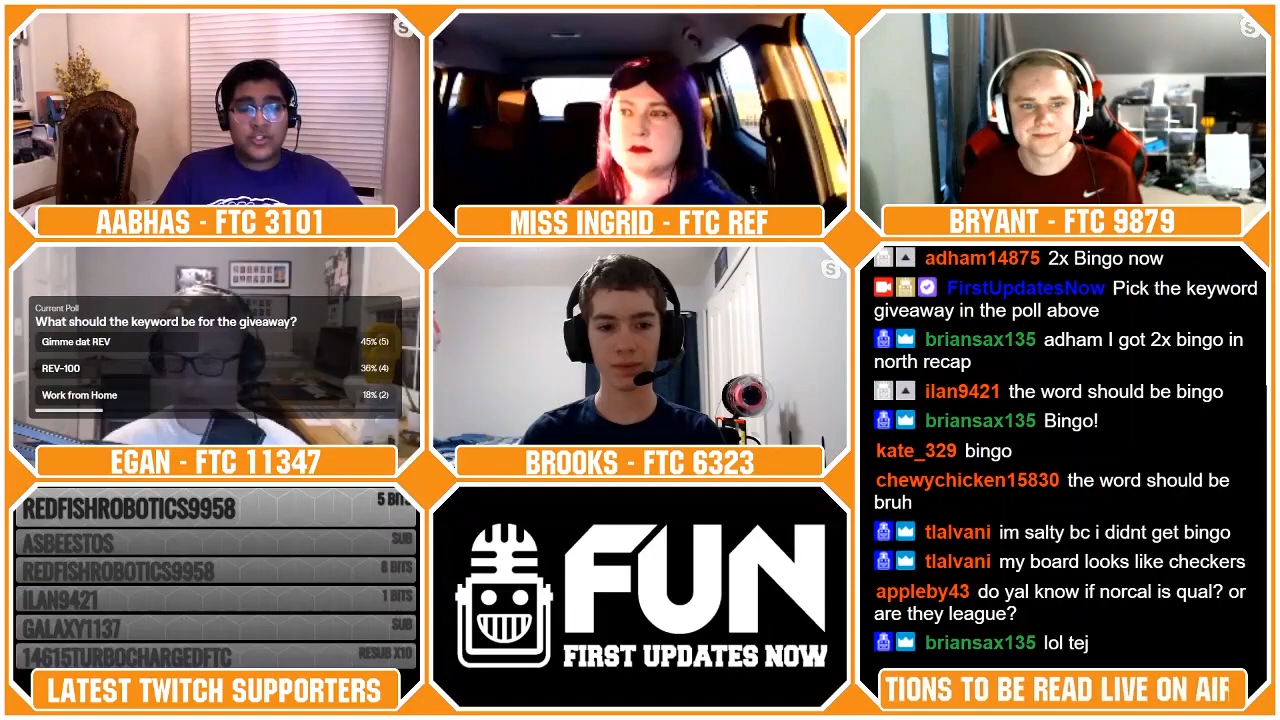 AABHAS - FTC 3101
MISS INGRID - FTC REF
BRYANT - FTC 9879
Current Poll
What should the keyword be for the giveaway?
Gimme dat REV 45% (5)
REV-100 36% (4)
Work from Home 18% (2)
EGAN - FTC 11347
BROOKS - FTC 6323
adham14875 2x Bingo now
FirstUpdatesNow Pick the keyword
giveaway in the poll above
briansax135 adham I got 2x bingo in
north recap
ilan9421 the word should be bingo
briansax135 Bingo!
kate_329 bingo
chewychicken15830 the word should be
bruh
tlalvani im salty bc i didnt get bingo
tlalvani my board looks like checkers
appleby43 do yal know if norcal is qual? or
are they league?
briansax135 lol tej
TIONS TO BE READ LIVE ON AIR
REDFISHROBOTICS9958 5 BITS
ASBEESTOS SUB
REDFISHROBOTICS9958 8 BITS
ILAN9421 1 BITS
GALAXY1137 SUB
14615TURBOCHARGEDFTC RESUB X10
LATEST TWITCH SUPPORTERS
FUN
FIRST UPDATES NOW